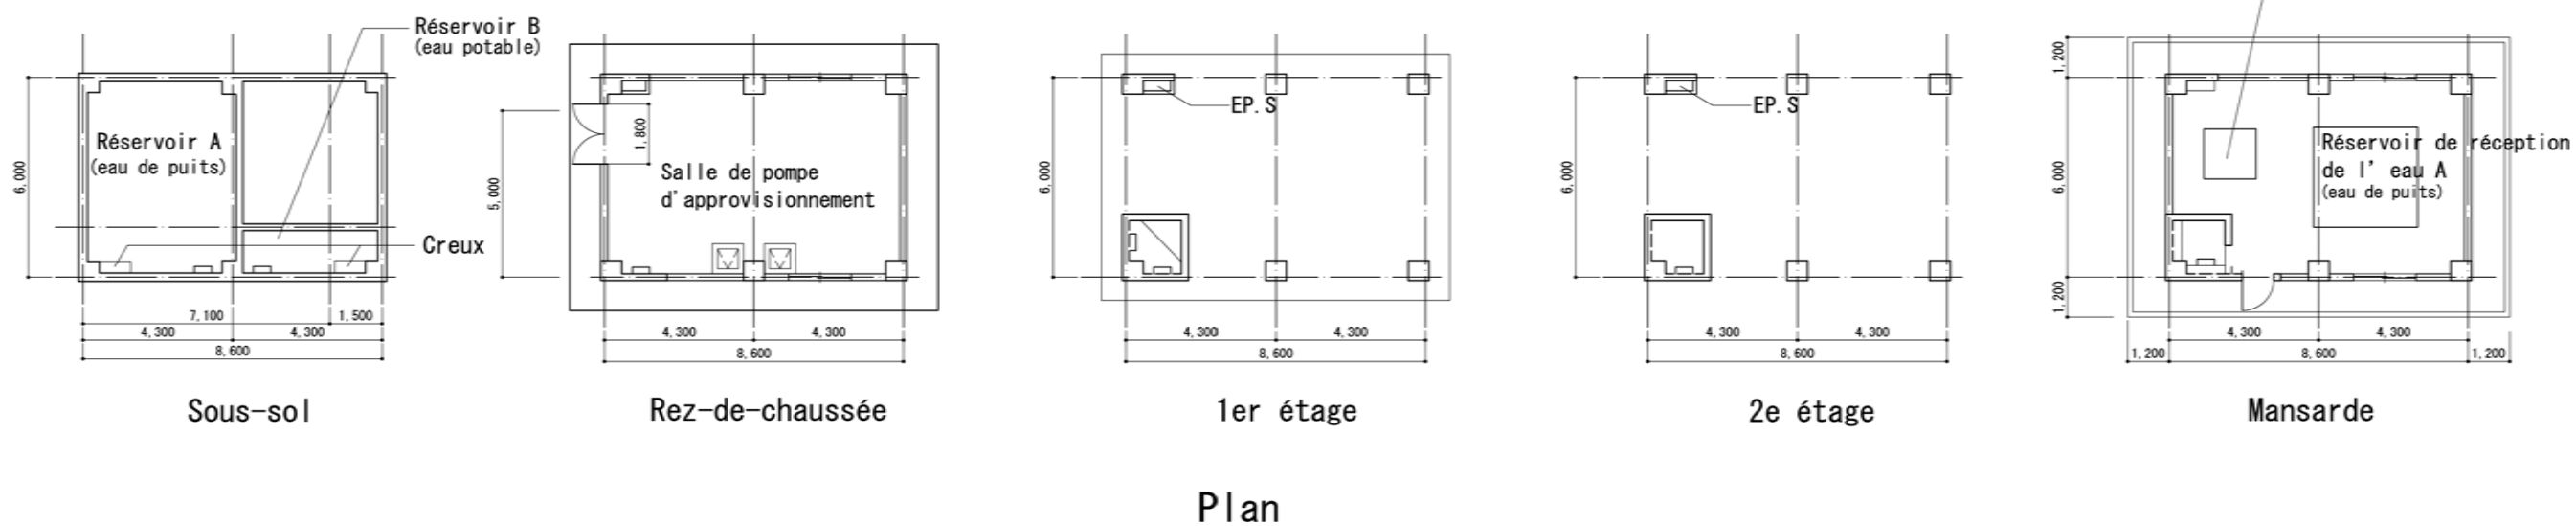 Réservoir B
(eau potable)
Réservoir A
(eau de puits)
Creux
6,000
7,100
1,500
4,300
4,300
8,600
Sous-sol
1,800
5,000
Salle de pompe
d'approvisionnement
4,300
4,300
8,600
Rez-de-chaussée
EP.S
6,000
4,300
4,300
8,600
1er étage
EP.S
6,000
4,300
4,300
8,600
2e étage
1,200
6,000
1,200
Réservoir de réception
de l' eau A
(eau de puits)
4,300
4,300
1,200
8,600
1,200
Mansarde
Plan